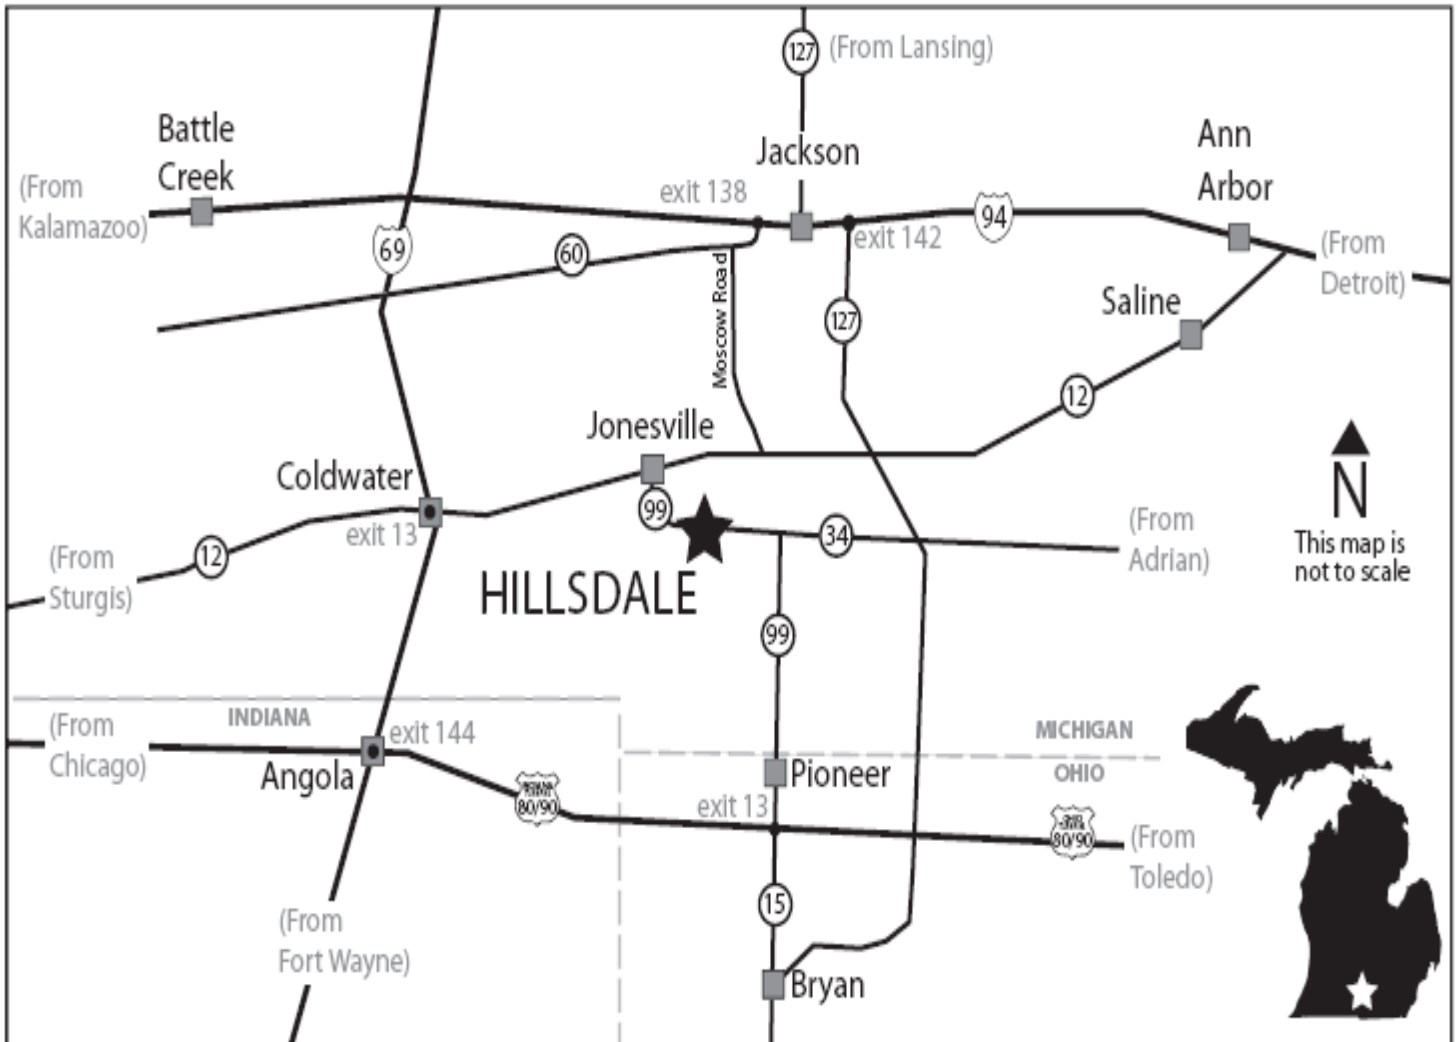 127
(From Lansing)
Battle
Creek
Jackson
Ann
Arbor
(From
Kalamazoo)
exit 138
94
exit 142
69
60
(From
Detroit)
Moscow Road
127
Saline
12
Jonesville
Coldwater
exit 13
99
34
(From
Adrian)
N
This map is
not to scale
12
(From
Sturgis)
HILLSDALE
99
INDIANA
(From
Chicago)
exit 144
Angola
MICHIGAN
OHIO
Pioneer
80/90
exit 13
80/90
(From
Toledo)
15
(From
Fort Wayne)
Bryan